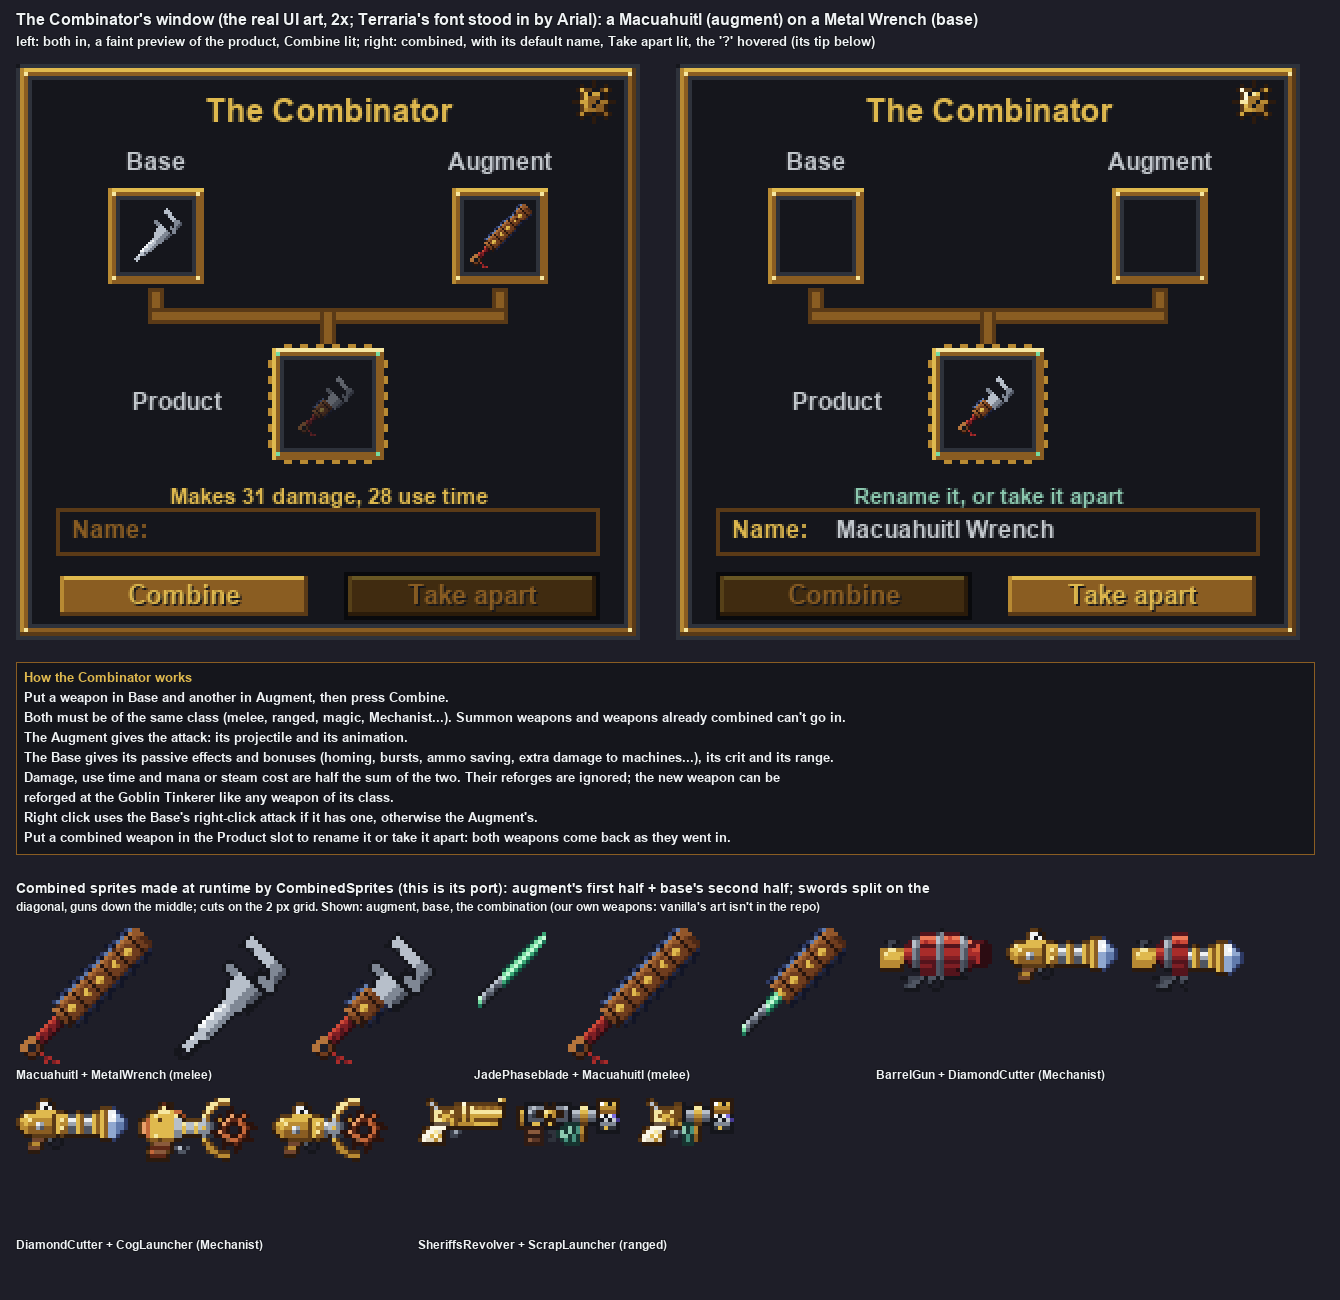 The Combinator's window (the real UI art, 2x; Terraria's font stood in by Arial): a Macuahuitl (augment) on a Metal Wrench (base)
left: both in, a faint preview of the product, Combine lit; right: combined, with its default name, Take apart lit, the '?' hovered (its tip below)
The Combinator
Base
Augment
Product
Makes 31 damage, 28 use time
Name:
Combine
Take apart
The Combinator
Base
Augment
Product
Rename it, or take it apart
Name: Macuahuitl Wrench
Combine
Take apart
How the Combinator works
Put a weapon in Base and another in Augment, then press Combine.
Both must be of the same class (melee, ranged, magic, Mechanist...). Summon weapons and weapons already combined can't go in.
The Augment gives the attack: its projectile and its animation.
The Base gives its passive effects and bonuses (homing, bursts, ammo saving, extra damage to machines...), its crit and its range.
Damage, use time and mana or steam cost are half the sum of the two. Their reforges are ignored; the new weapon can be
reforged at the Goblin Tinkerer like any weapon of its class.
Right click uses the Base's right-click attack if it has one, otherwise the Augment's.
Put a combined weapon in the Product slot to rename it or take it apart: both weapons come back as they went in.
Combined sprites made at runtime by CombinedSprites (this is its port): augment's first half + base's second half; swords split on the
diagonal, guns down the middle; cuts on the 2 px grid. Shown: augment, base, the combination (our own weapons: vanilla's art isn't in the repo)
Macuahuitl + MetalWrench (melee)
JadePhaseblade + Macuahuitl (melee)
BarrelGun + DiamondCutter (Mechanist)
DiamondCutter + CogLauncher (Mechanist)
SheriffsRevolver + ScrapLauncher (ranged)